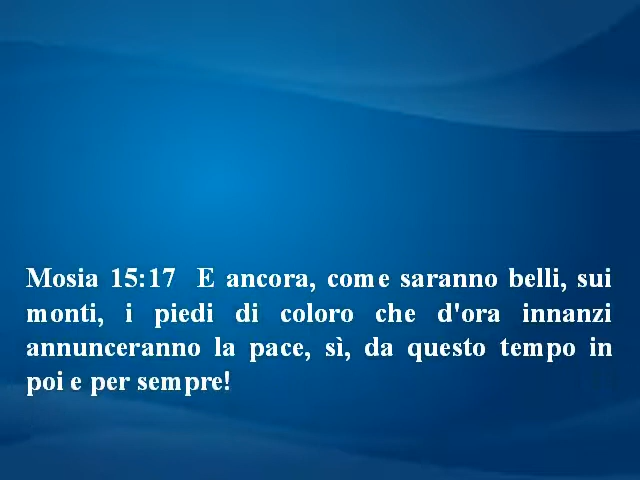 Mosia 15:17 E ancora, come saranno belli, sui
monti, i piedi di coloro che d'ora innanzi
annunceranno la pace, sì, da questo tempo in
poi e per sempre!